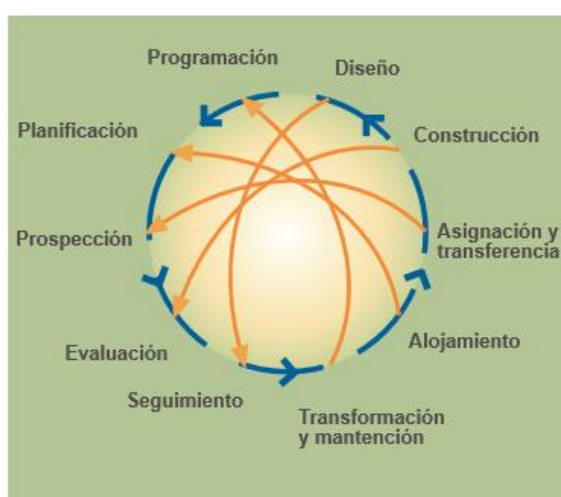 Programación
Diseño
Planificación
Construcción
Prospección
Asignación y
transferencia
Evaluación
Alojamiento
Seguimiento
Transformación
y mantención